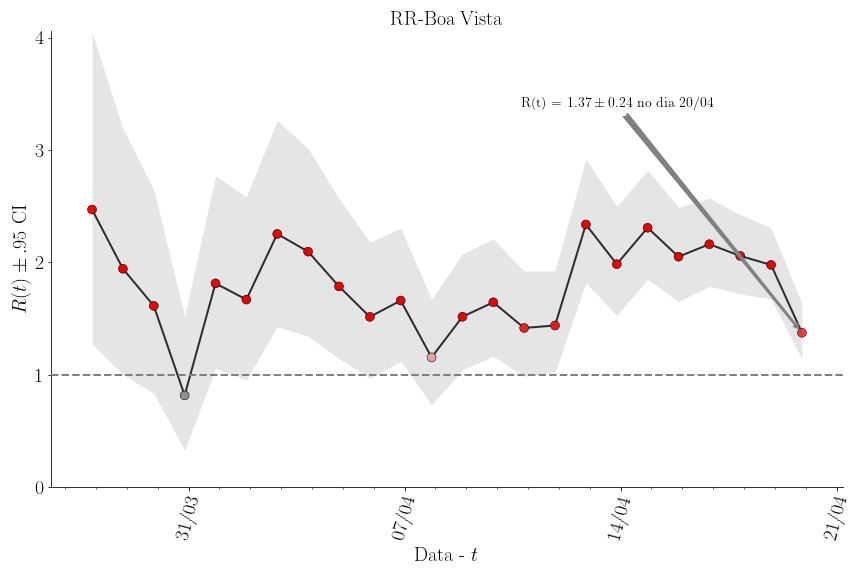 RR-Boa Vista
R(t) = 1.37 ± 0.24 no dia 20/04
4
3
2
1
0
R(t) ± .95 CI
31/03
07/04
14/04
21/04
Data - t